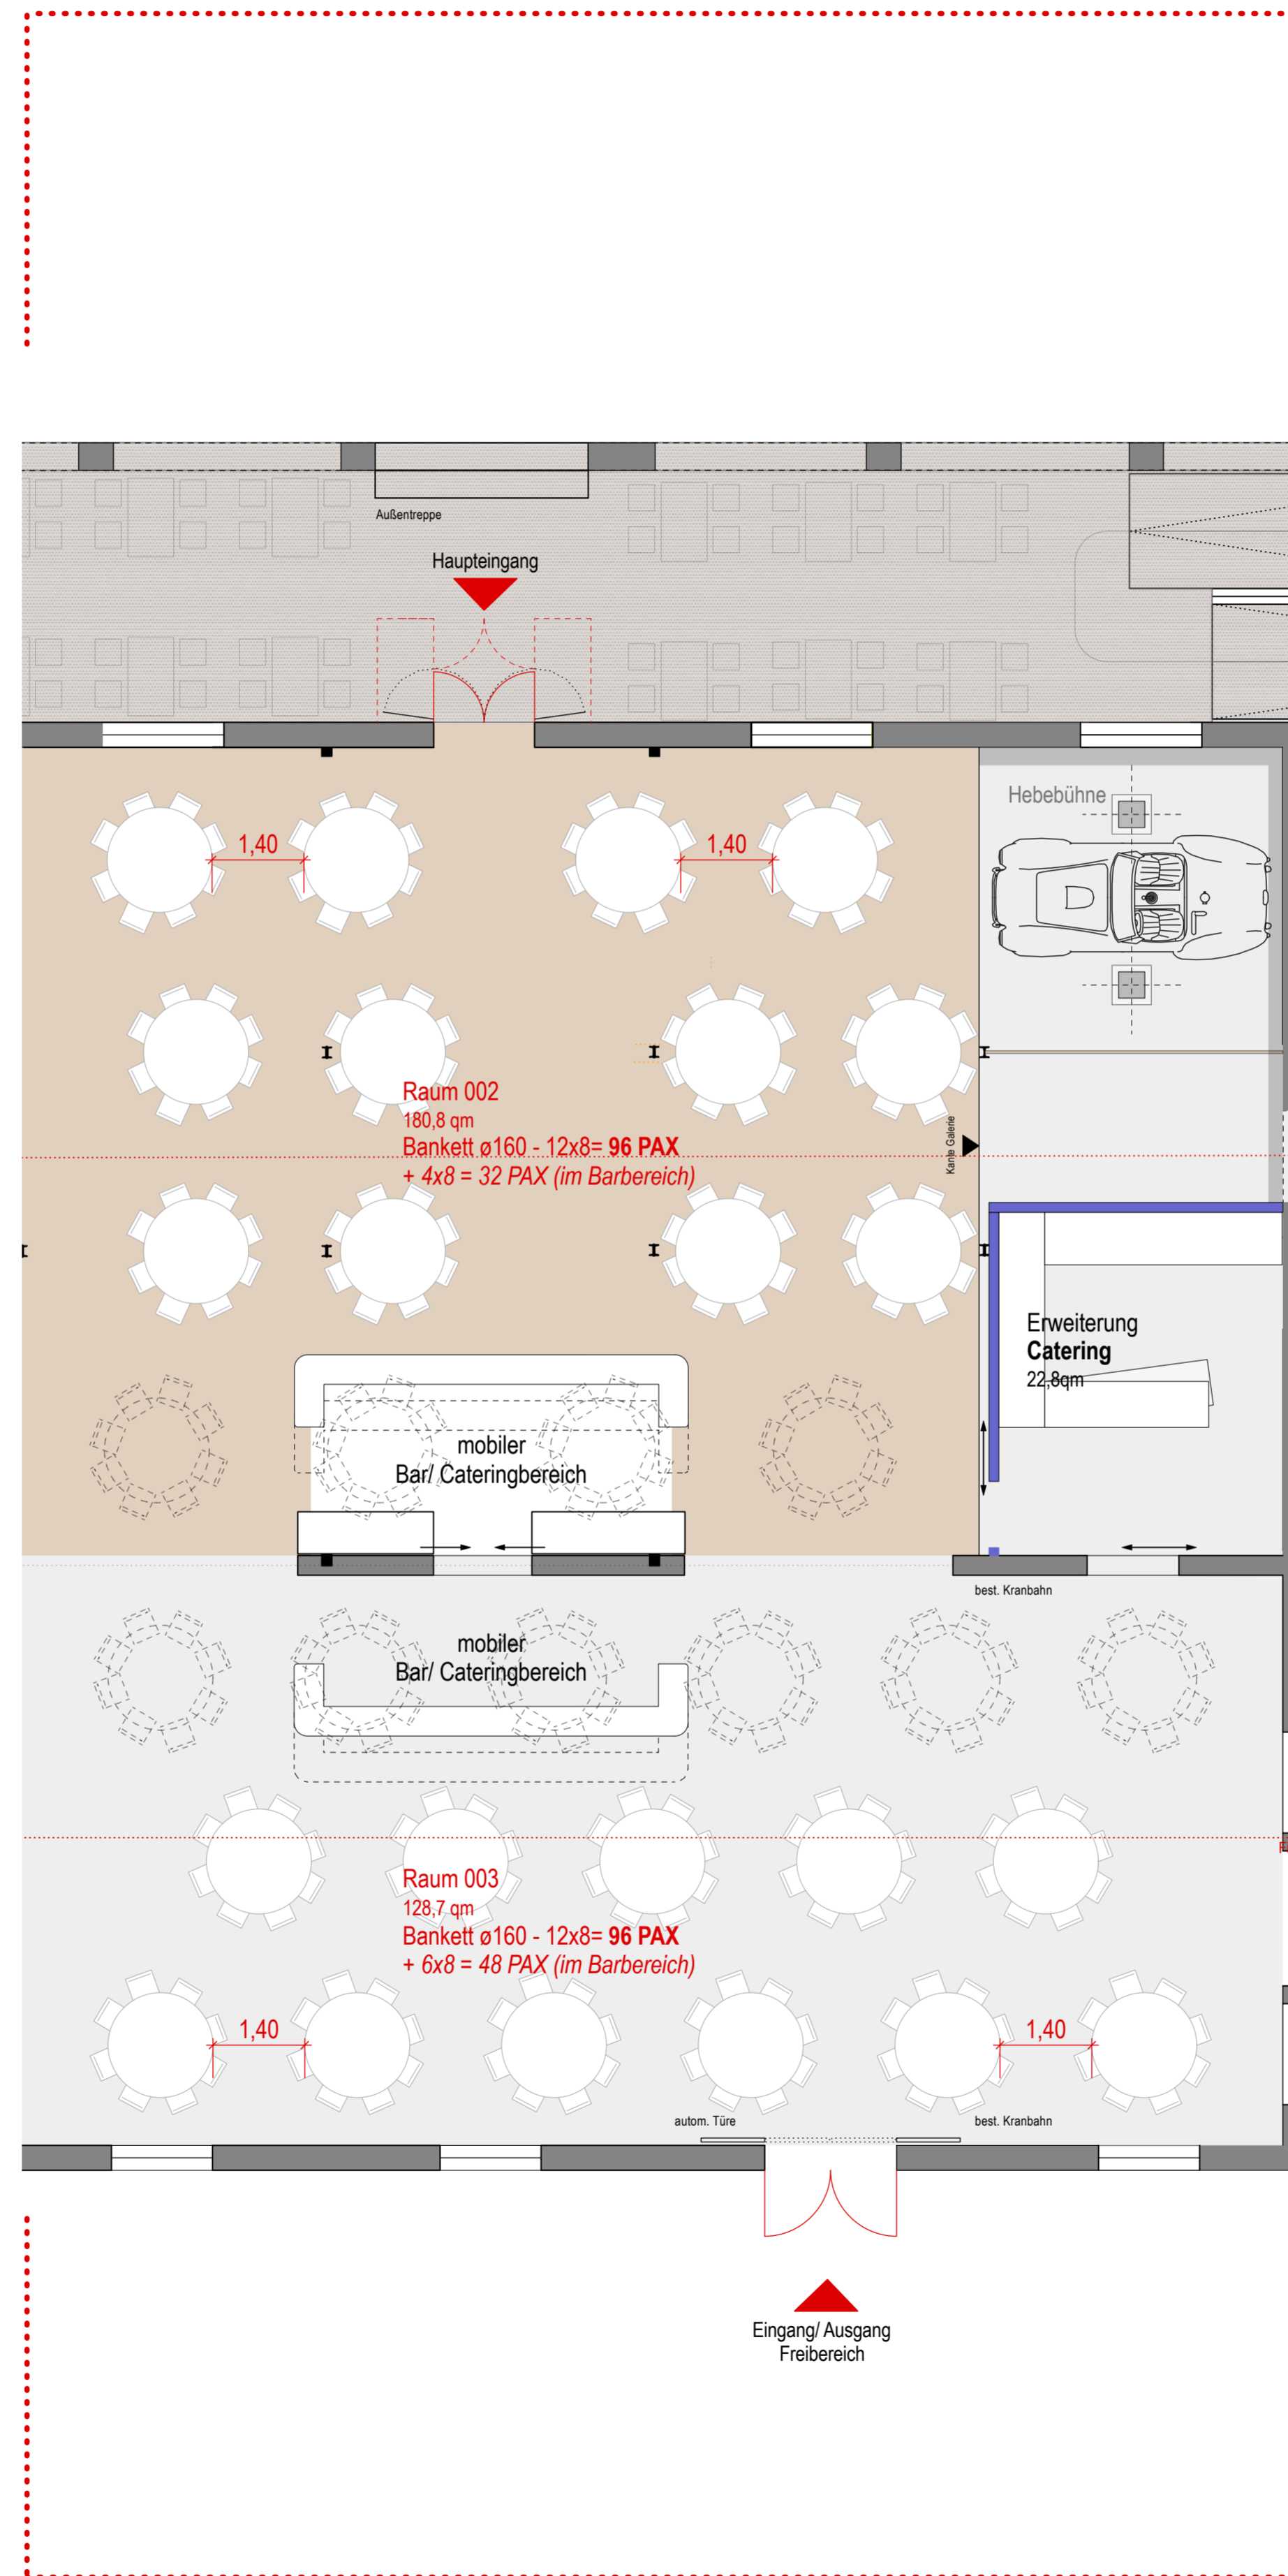 Außentreppe
Haupteingang
Hebebühne
1,40
1,40
Raum 002
180,8 qm
Bankett ø160 - 12x8= 96 PAX
+ 4x8 = 32 PAX (im Barbereich)
Kante Galerie
Erweiterung
Catering
22,8qm
mobiler
Bar/ Cateringbereich
best. Kranbahn
mobiler
Bar/ Cateringbereich
Raum 003
128,7 qm
Bankett ø160 - 12x8= 96 PAX
+ 6x8 = 48 PAX (im Barbereich)
1,40
1,40
autom. Türe
best. Kranbahn
Eingang/ Ausgang
Freibereich